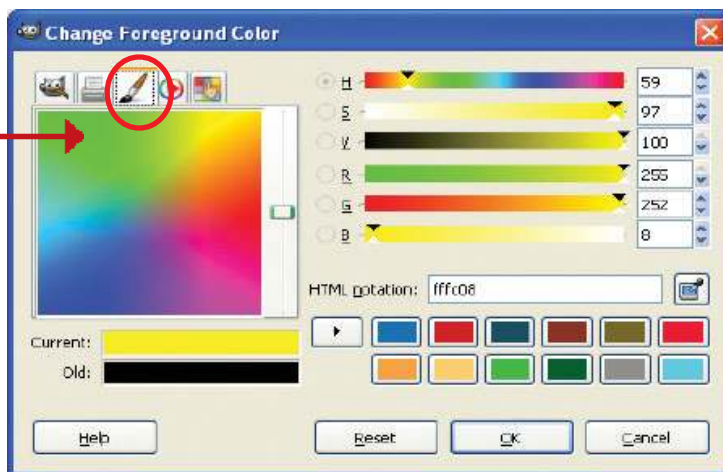 Change Foreground Color
H 59
S 97
V 100
R 255
G 252
B 8
HTML notation: fffc08
Current:
Old:
Help Reset OK Cancel